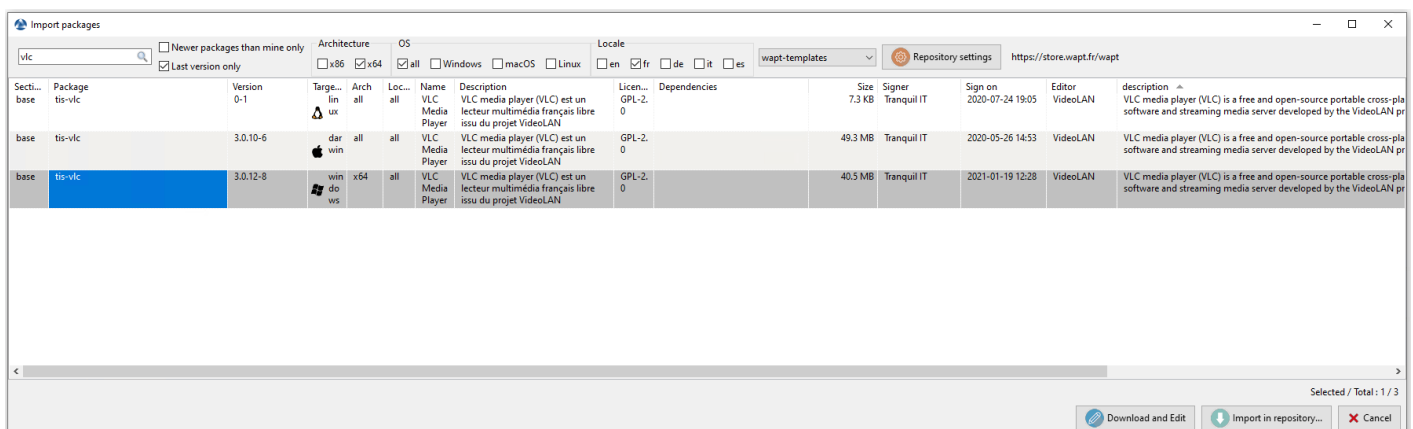 Import packages
vlc
Newer packages than mine only
Last version only
Architecture
x86 x64
OS
all Windows macOS Linux
Locale
en fr de it es
wapt-templates
Repository settings
https://store.wapt.fr/wapt
Secti... Package Version Targe... Arch Loc... Name Description Licen... Dependencies Size Signer Sign on Editor description
base tis-vlc 0-1 lin all all VLC VLC media player (VLC) est un GPL-2. 7.3 KB Tranquil IT 2020-07-24 19:05 VideoLAN VLC media player (VLC) is a free and open-source portable cross-pla
ux Media lecteur multimédia français libre 0 software and streaming media server developed by the VideoLAN pr
Player issu du projet VideoLAN
base tis-vlc 3.0.10-6 dar all all VLC VLC media player (VLC) est un GPL-2. 49.3 MB Tranquil IT 2020-05-26 14:53 VideoLAN VLC media player (VLC) is a free and open-source portable cross-pla
win Media lecteur multimédia français libre 0 software and streaming media server developed by the VideoLAN pr
Player issu du projet VideoLAN
base tis-vlc 3.0.12-8 win x64 all VLC VLC media player (VLC) est un GPL-2. 40.5 MB Tranquil IT 2021-01-19 12:28 VideoLAN VLC media player (VLC) is a free and open-source portable cross-pla
do Media lecteur multimédia français libre 0 software and streaming media server developed by the VideoLAN pr
ws Player issu du projet VideoLAN
Selected / Total : 1 / 3
Download and Edit Import in repository... Cancel